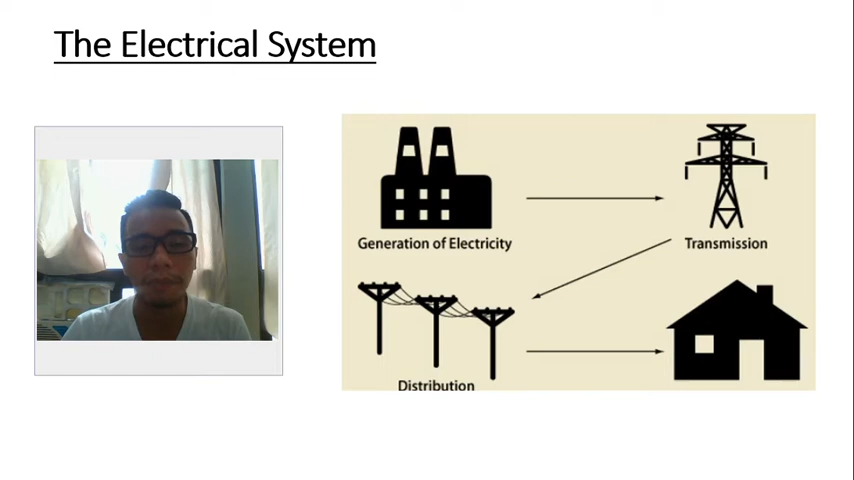 The Electrical System
Generation of Electricity
Transmission
Distribution